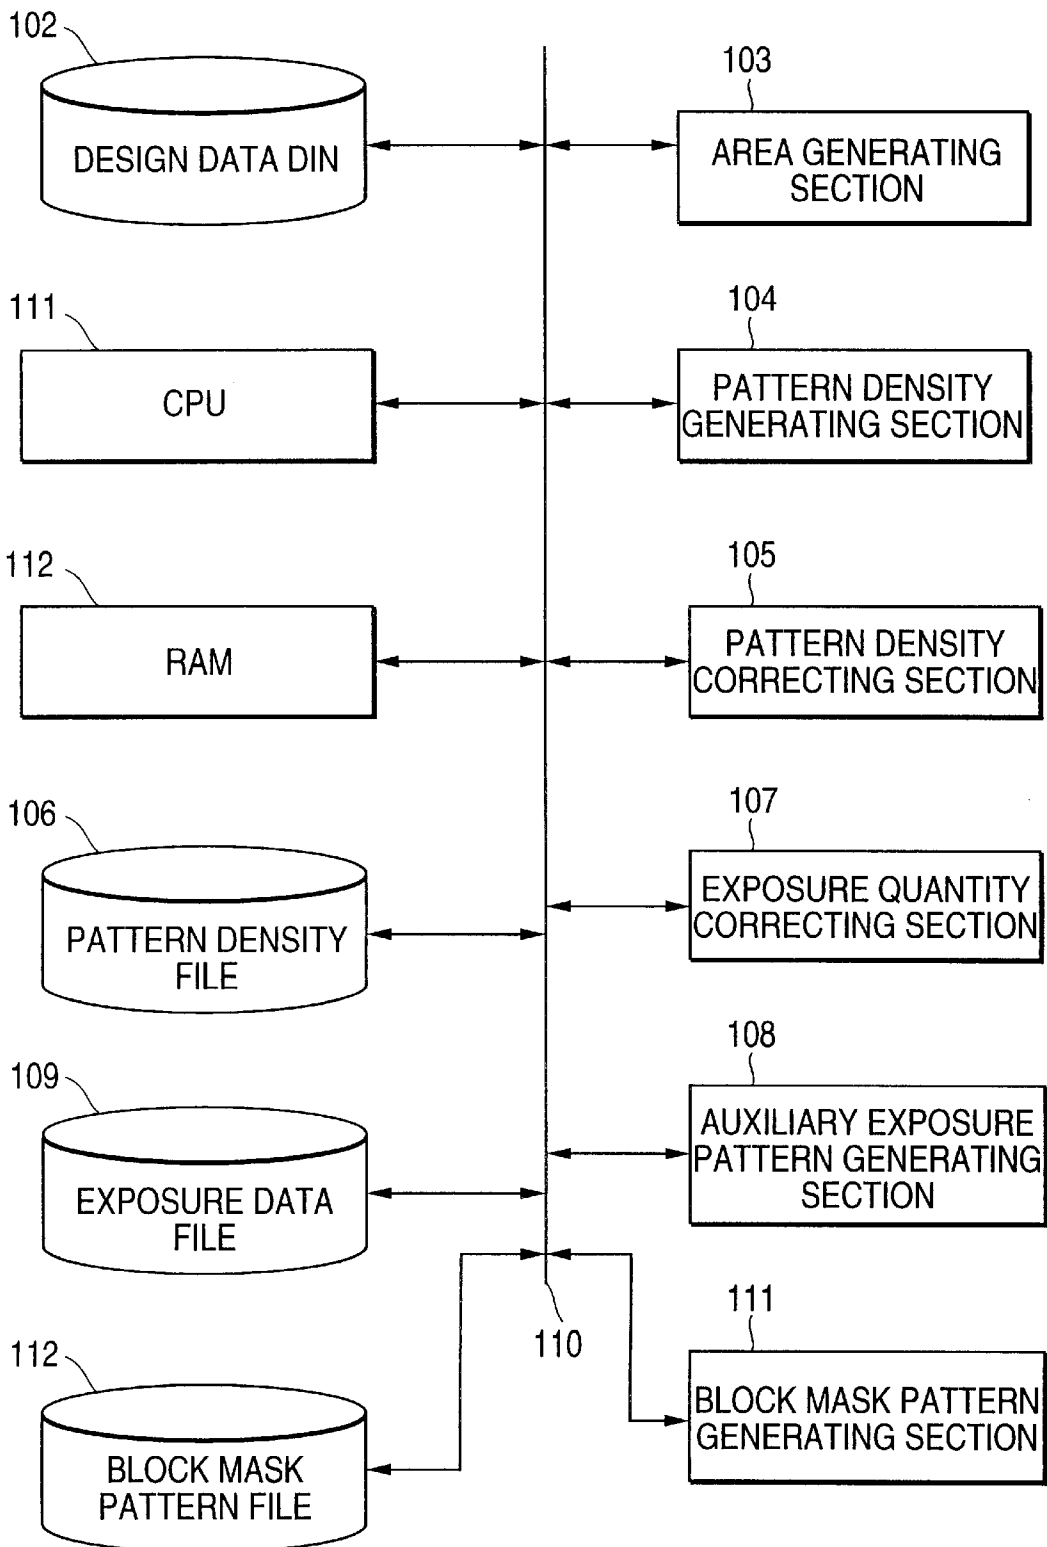 102
DESIGN DATA DIN
103
AREA GENERATING
SECTION
111
CPU
104
PATTERN DENSITY
GENERATING SECTION
112
RAM
105
PATTERN DENSITY
CORRECTING SECTION
106
PATTERN DENSITY
FILE
107
EXPOSURE QUANTITY
CORRECTING SECTION
109
EXPOSURE DATA
FILE
108
AUXILIARY EXPOSURE
PATTERN GENERATING
SECTION
110
112
BLOCK MASK
PATTERN FILE
111
BLOCK MASK PATTERN
GENERATING SECTION